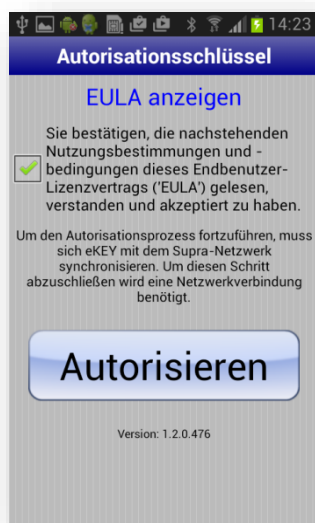 14:23
Autorisationsschlüssel
EULA anzeigen
Sie bestätigen, die nachstehenden
Nutzungsbestimmungen und -
bedingungen dieses Endbenutzer-
Lizenzvertrags ('EULA') gelesen,
verstanden und akzeptiert zu haben.
Um den Autorisationsprozess fortzuführen, muss
sich eKEY mit dem Supra-Netzwerk
synchronisieren. Um diesen Schritt
abzuschließen wird eine Netzwerkverbindung
benötigt.
Autorisieren
Version: 1.2.0.476